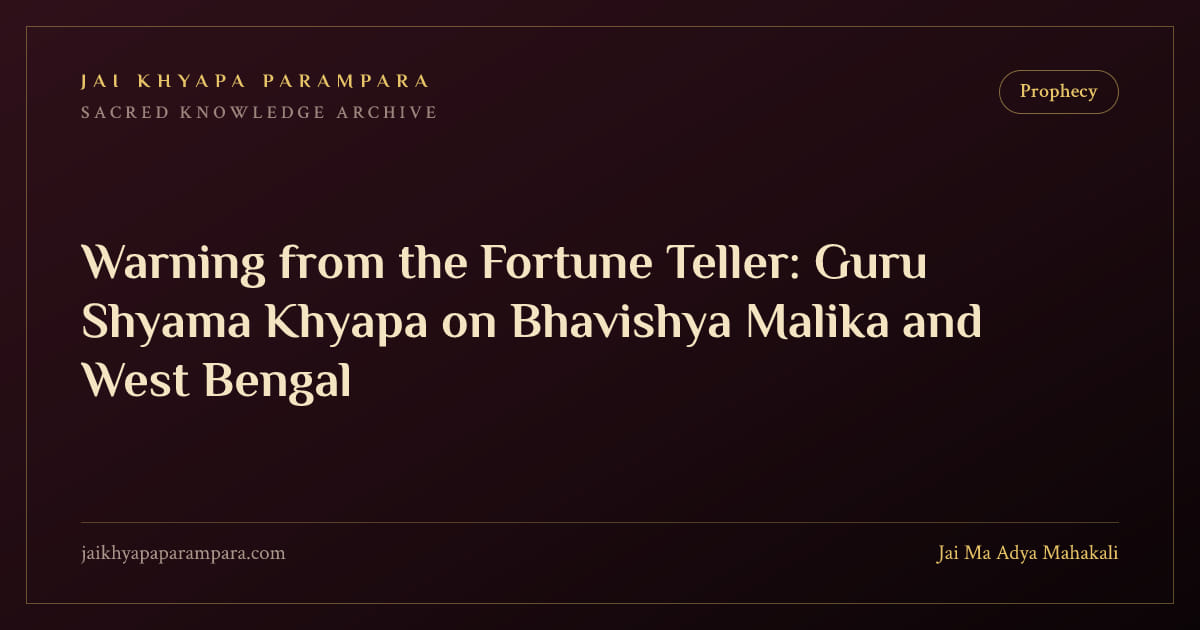 JAI KHYAPA PARAMPARA
SACRED KNOWLEDGE ARCHIVE
Prophecy
Warning from the Fortune Teller: Guru
Shyama Khyapa on Bhavishya Malika and
West Bengal
jaikhyapaparampara.com
Jai Ma Adya Mahakali